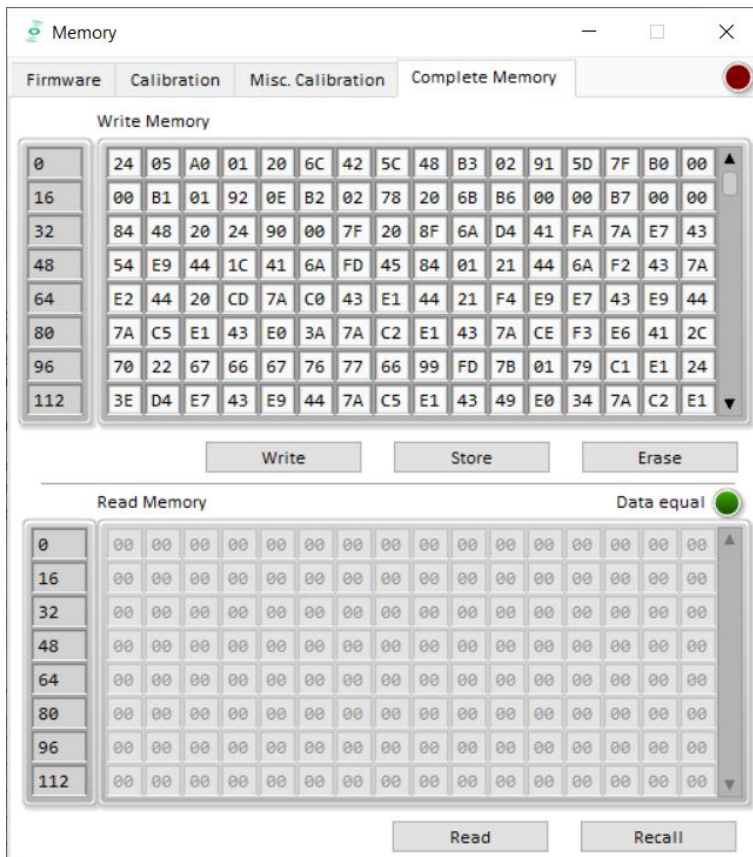 Memory
Firmware Calibration Misc. Calibration Complete Memory
Write Memory
0 24 05 A0 01 20 6C 42 5C 48 B3 02 91 5D 7F B0 00
16 00 B1 01 92 0E B2 02 78 20 6B B6 00 00 B7 00 00
32 84 48 20 24 90 00 7F 20 8F 6A D4 41 FA 7A E7 43
48 54 E9 44 1C 41 6A FD 45 84 01 21 44 6A F2 43 7A
64 E2 44 20 CD 7A C0 43 E1 44 21 F4 E9 E7 43 E9 44
80 7A C5 E1 43 E0 3A 7A C2 E1 43 7A CE F3 E6 41 2C
96 70 22 67 66 67 76 77 66 99 FD 7B 01 79 C1 E1 24
112 3E D4 E7 43 E9 44 7A C5 E1 43 49 E0 34 7A C2 E1
Write Store Erase
Read Memory Data equal
0 00 00 00 00 00 00 00 00 00 00 00 00 00 00 00 00
16 00 00 00 00 00 00 00 00 00 00 00 00 00 00 00 00
32 00 00 00 00 00 00 00 00 00 00 00 00 00 00 00 00
48 00 00 00 00 00 00 00 00 00 00 00 00 00 00 00 00
64 00 00 00 00 00 00 00 00 00 00 00 00 00 00 00 00
80 00 00 00 00 00 00 00 00 00 00 00 00 00 00 00 00
96 00 00 00 00 00 00 00 00 00 00 00 00 00 00 00 00
112 00 00 00 00 00 00 00 00 00 00 00 00 00 00 00 00
Read Recall